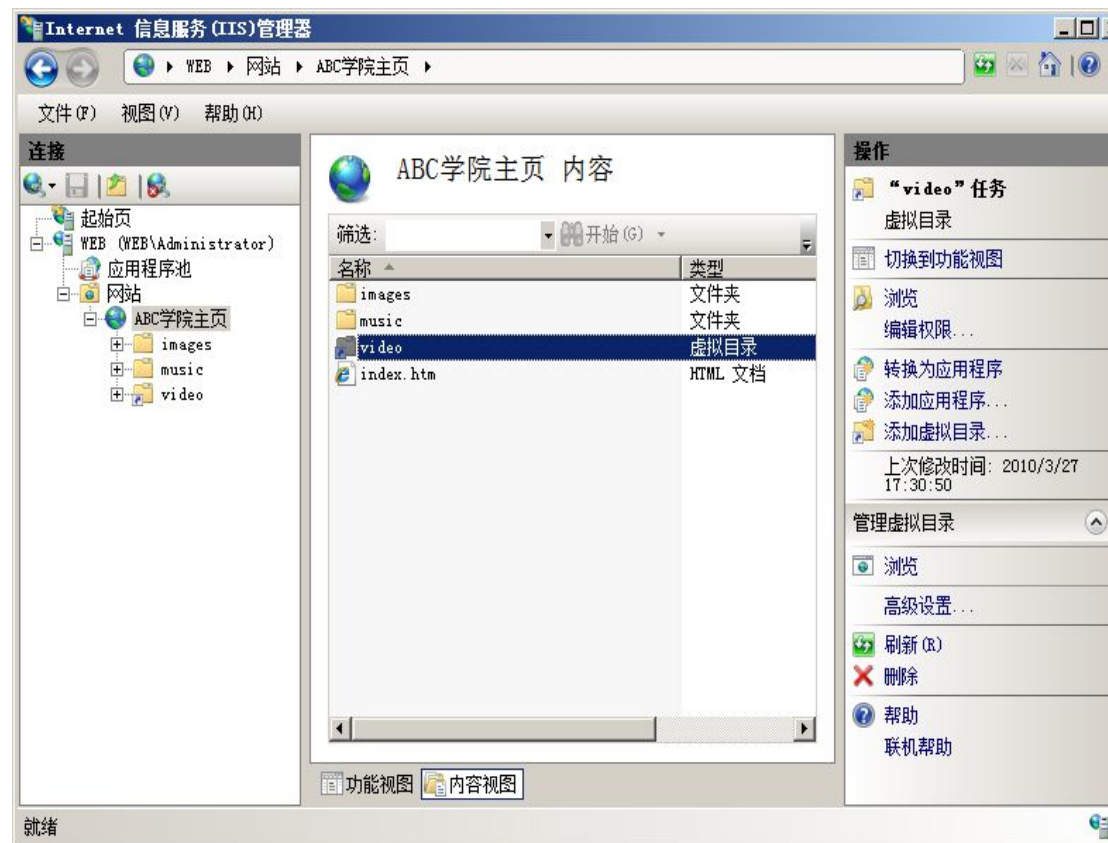 Internet 信息服务(IIS)管理器
WEB 网站 ABC学院主页
文件(F) 视图(V) 帮助(H)
连接
起始页
WEB (WEB\Administrator)
应用程序池
网站
ABC学院主页
images
music
video
ABC学院主页 内容
筛选: 开始(G)
名称 类型
images 文件夹
music 文件夹
video 虚拟目录
index.htm HTML 文档
功能视图 内容视图
操作
“video”任务
虚拟目录
切换到功能视图
浏览
编辑权限...
转换为应用程序
添加应用程序...
添加虚拟目录...
上次修改时间: 2010/3/27
17:30:50
管理虚拟目录
浏览
高级设置...
刷新(R)
删除
帮助
联机帮助
就绪